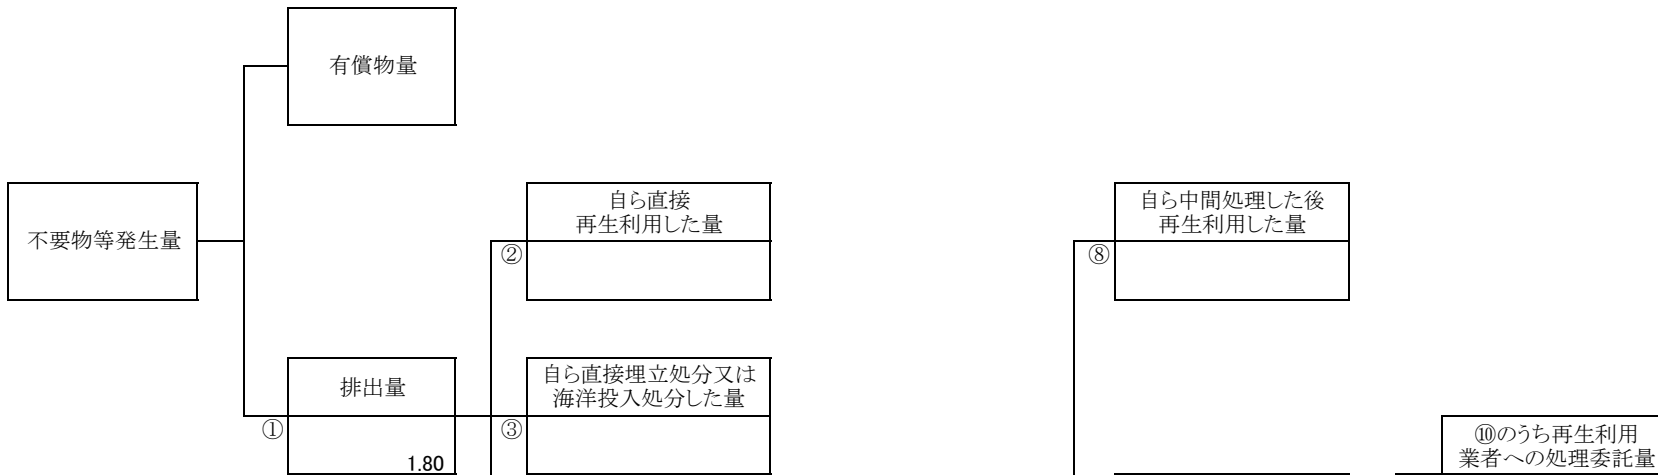 有償物量
不要物等発生量
自ら直接
再生利用した量
②
自ら中間処理した後
再生利用した量
⑧
排出量
①
1.80
自ら直接埋立処分又は
海洋投入処分した量
③
⑩のうち再生利用
業者への処理委託量